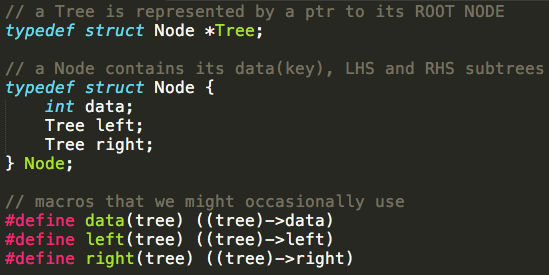 // a Tree is represented by a ptr to its ROOT NODE
typedef struct Node *Tree;
// a Node contains its data(key), LHS and RHS subtrees
typedef struct Node {
int data;
Tree left;
Tree right;
} Node;
// macros that we might occasionally use
#define data(tree) ((tree)->data)
#define left(tree) ((tree)->left)
#define right(tree) ((tree)->right)